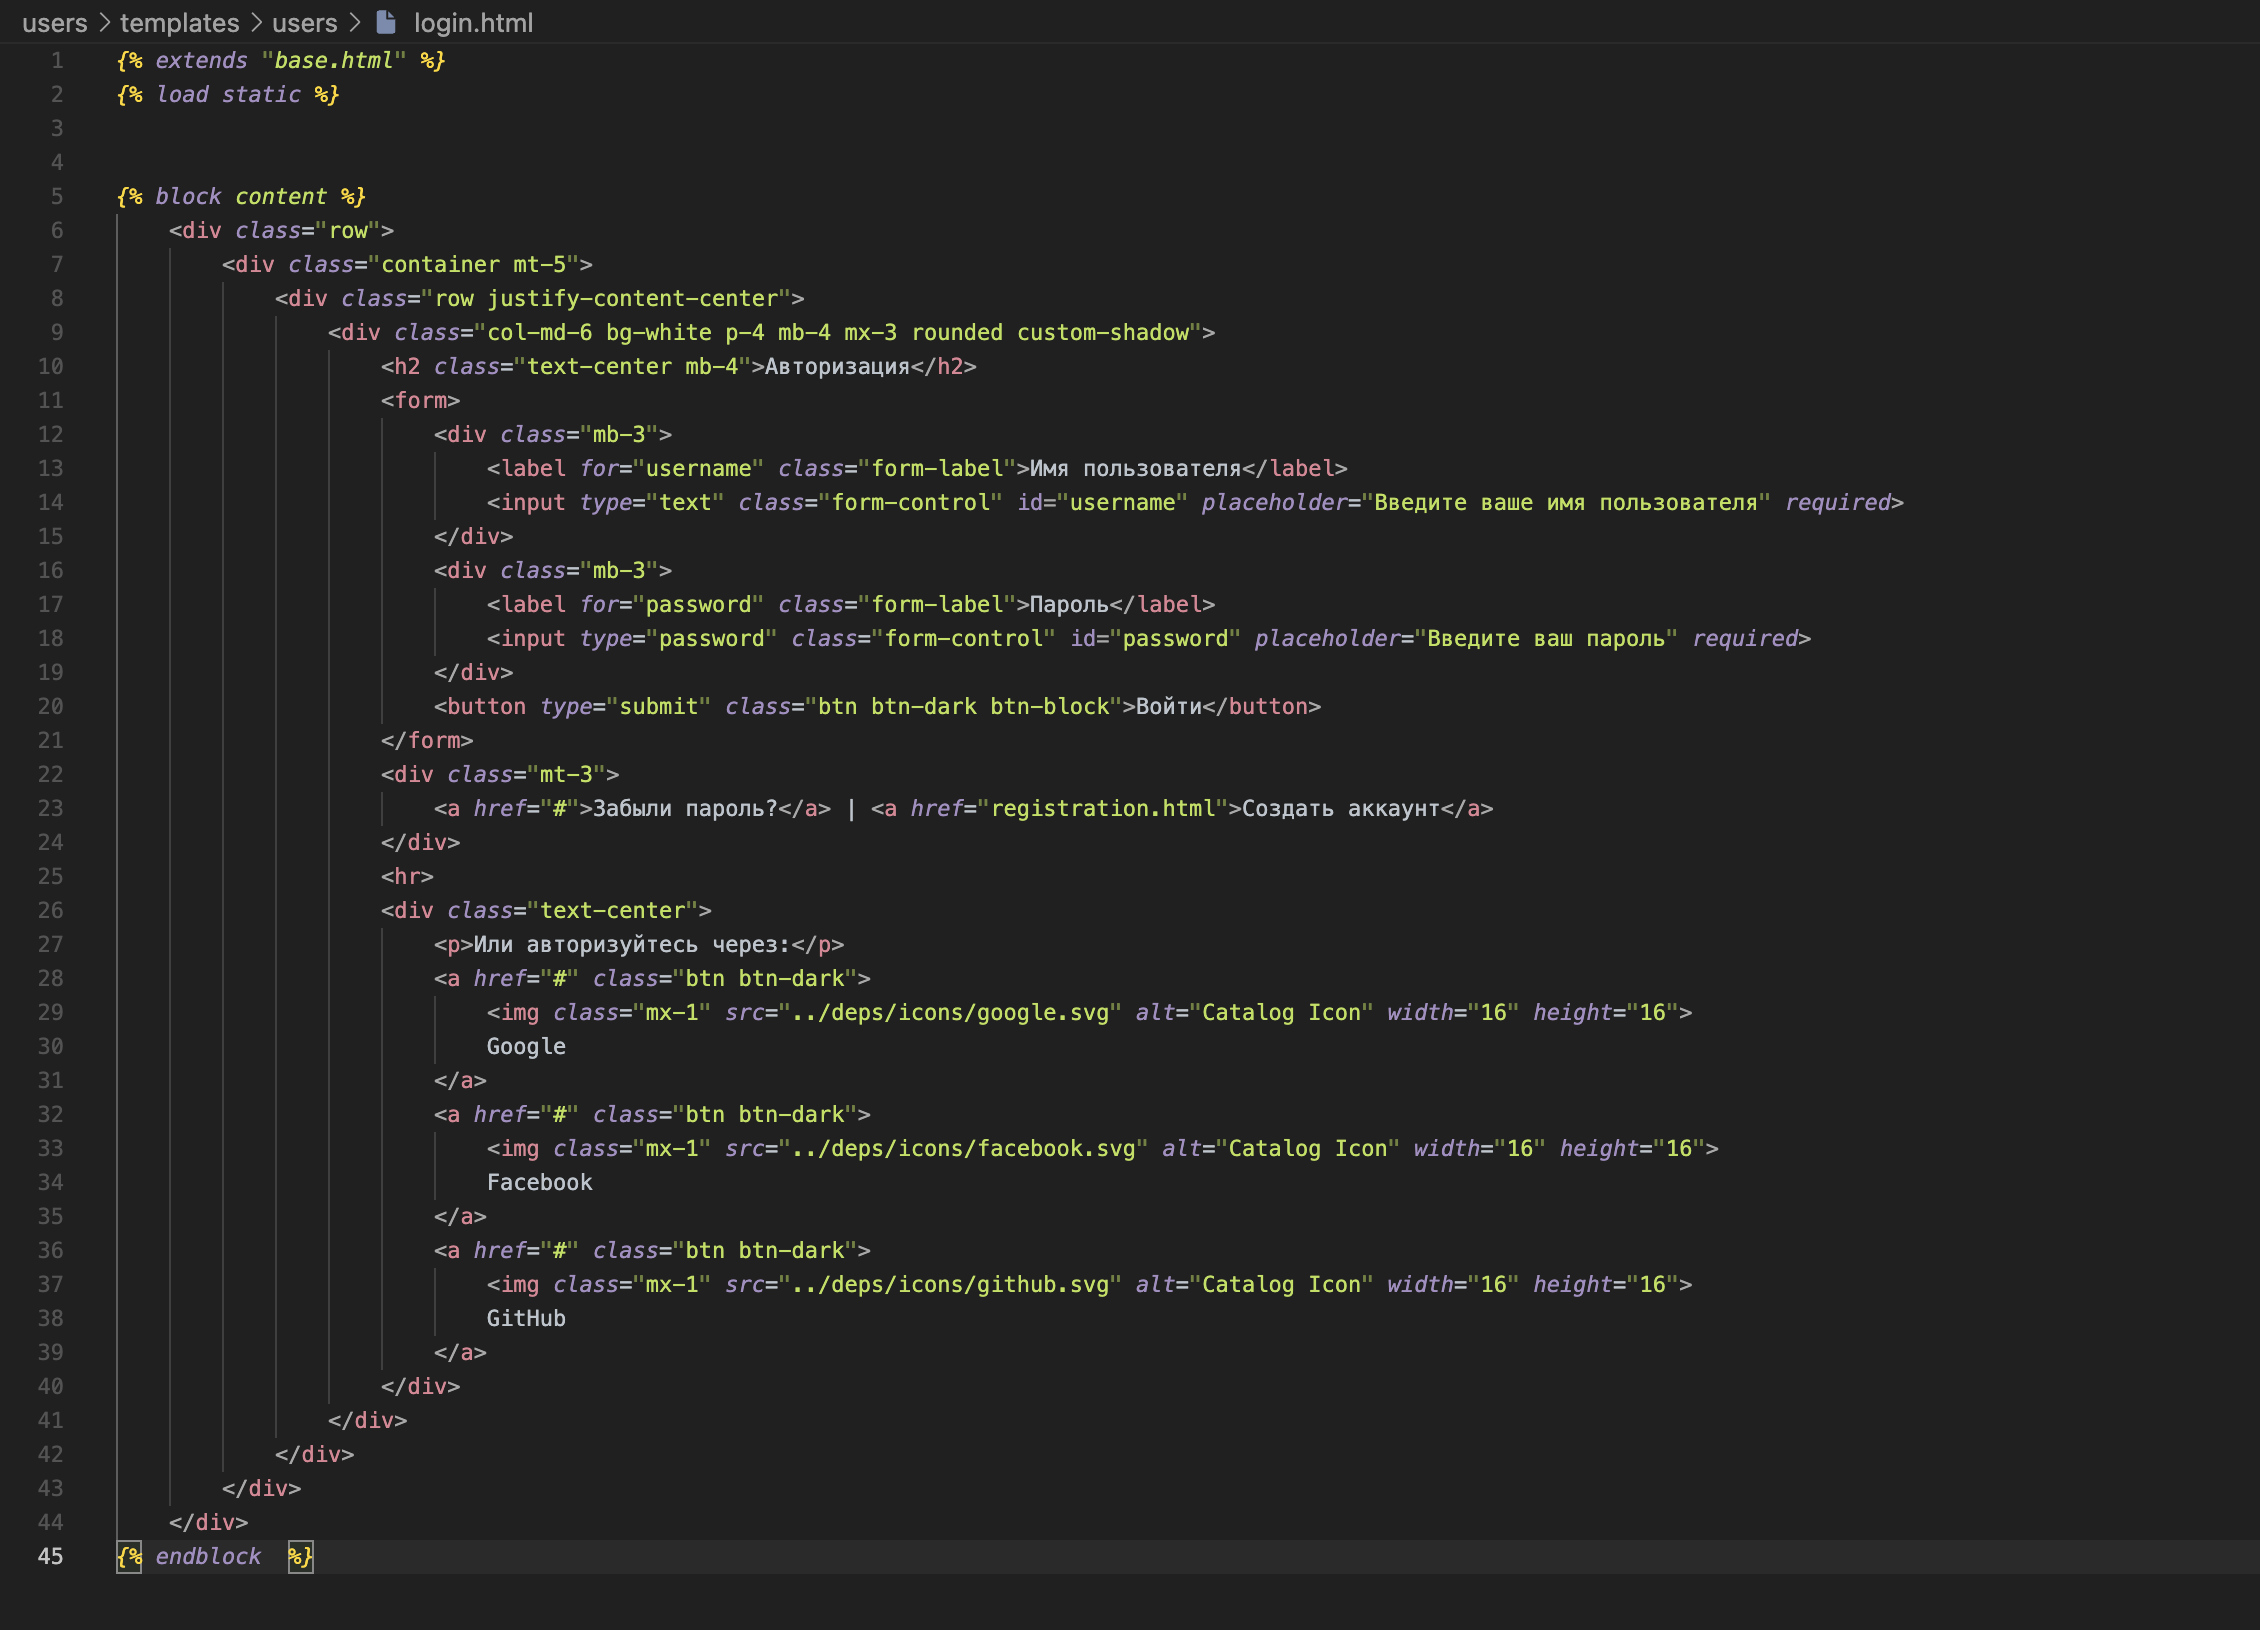 users > templates > users > login.html
1 {% extends "base.html" %}
2 {% load static %}
3
4
5 {% block content %}
6     <div class="row">
7         <div class="container mt-5">
8             <div class="row justify-content-center">
9                 <div class="col-md-6 bg-white p-4 mb-4 mx-3 rounded custom-shadow">
10                     <h2 class="text-center mb-4">Авторизация</h2>
11                     <form>
12                         <div class="mb-3">
13                             <label for="username" class="form-label">Имя пользователя</label>
14                             <input type="text" class="form-control" id="username" placeholder="Введите ваше имя пользователя" required>
15                         </div>
16                         <div class="mb-3">
17                             <label for="password" class="form-label">Пароль</label>
18                             <input type="password" class="form-control" id="password" placeholder="Введите ваш пароль" required>
19                         </div>
20                         <button type="submit" class="btn btn-dark btn-block">Войти</button>
21                     </form>
22                     <div class="mt-3">
23                         <a href="#">Забыли пароль?</a> | <a href="registration.html">Создать аккаунт</a>
24                     </div>
25                     <hr>
26                     <div class="text-center">
27                         <p>Или авторизуйтесь через:</p>
28                         <a href="#" class="btn btn-dark">
29                             <img class="mx-1" src="../deps/icons/google.svg" alt="Catalog Icon" width="16" height="16">
30                             Google
31                         </a>
32                         <a href="#" class="btn btn-dark">
33                             <img class="mx-1" src="../deps/icons/facebook.svg" alt="Catalog Icon" width="16" height="16">
34                             Facebook
35                         </a>
36                         <a href="#" class="btn btn-dark">
37                             <img class="mx-1" src="../deps/icons/github.svg" alt="Catalog Icon" width="16" height="16">
38                             GitHub
39                         </a>
40                     </div>
41                 </div>
42             </div>
43         </div>
44     </div>
45 {% endblock  %}